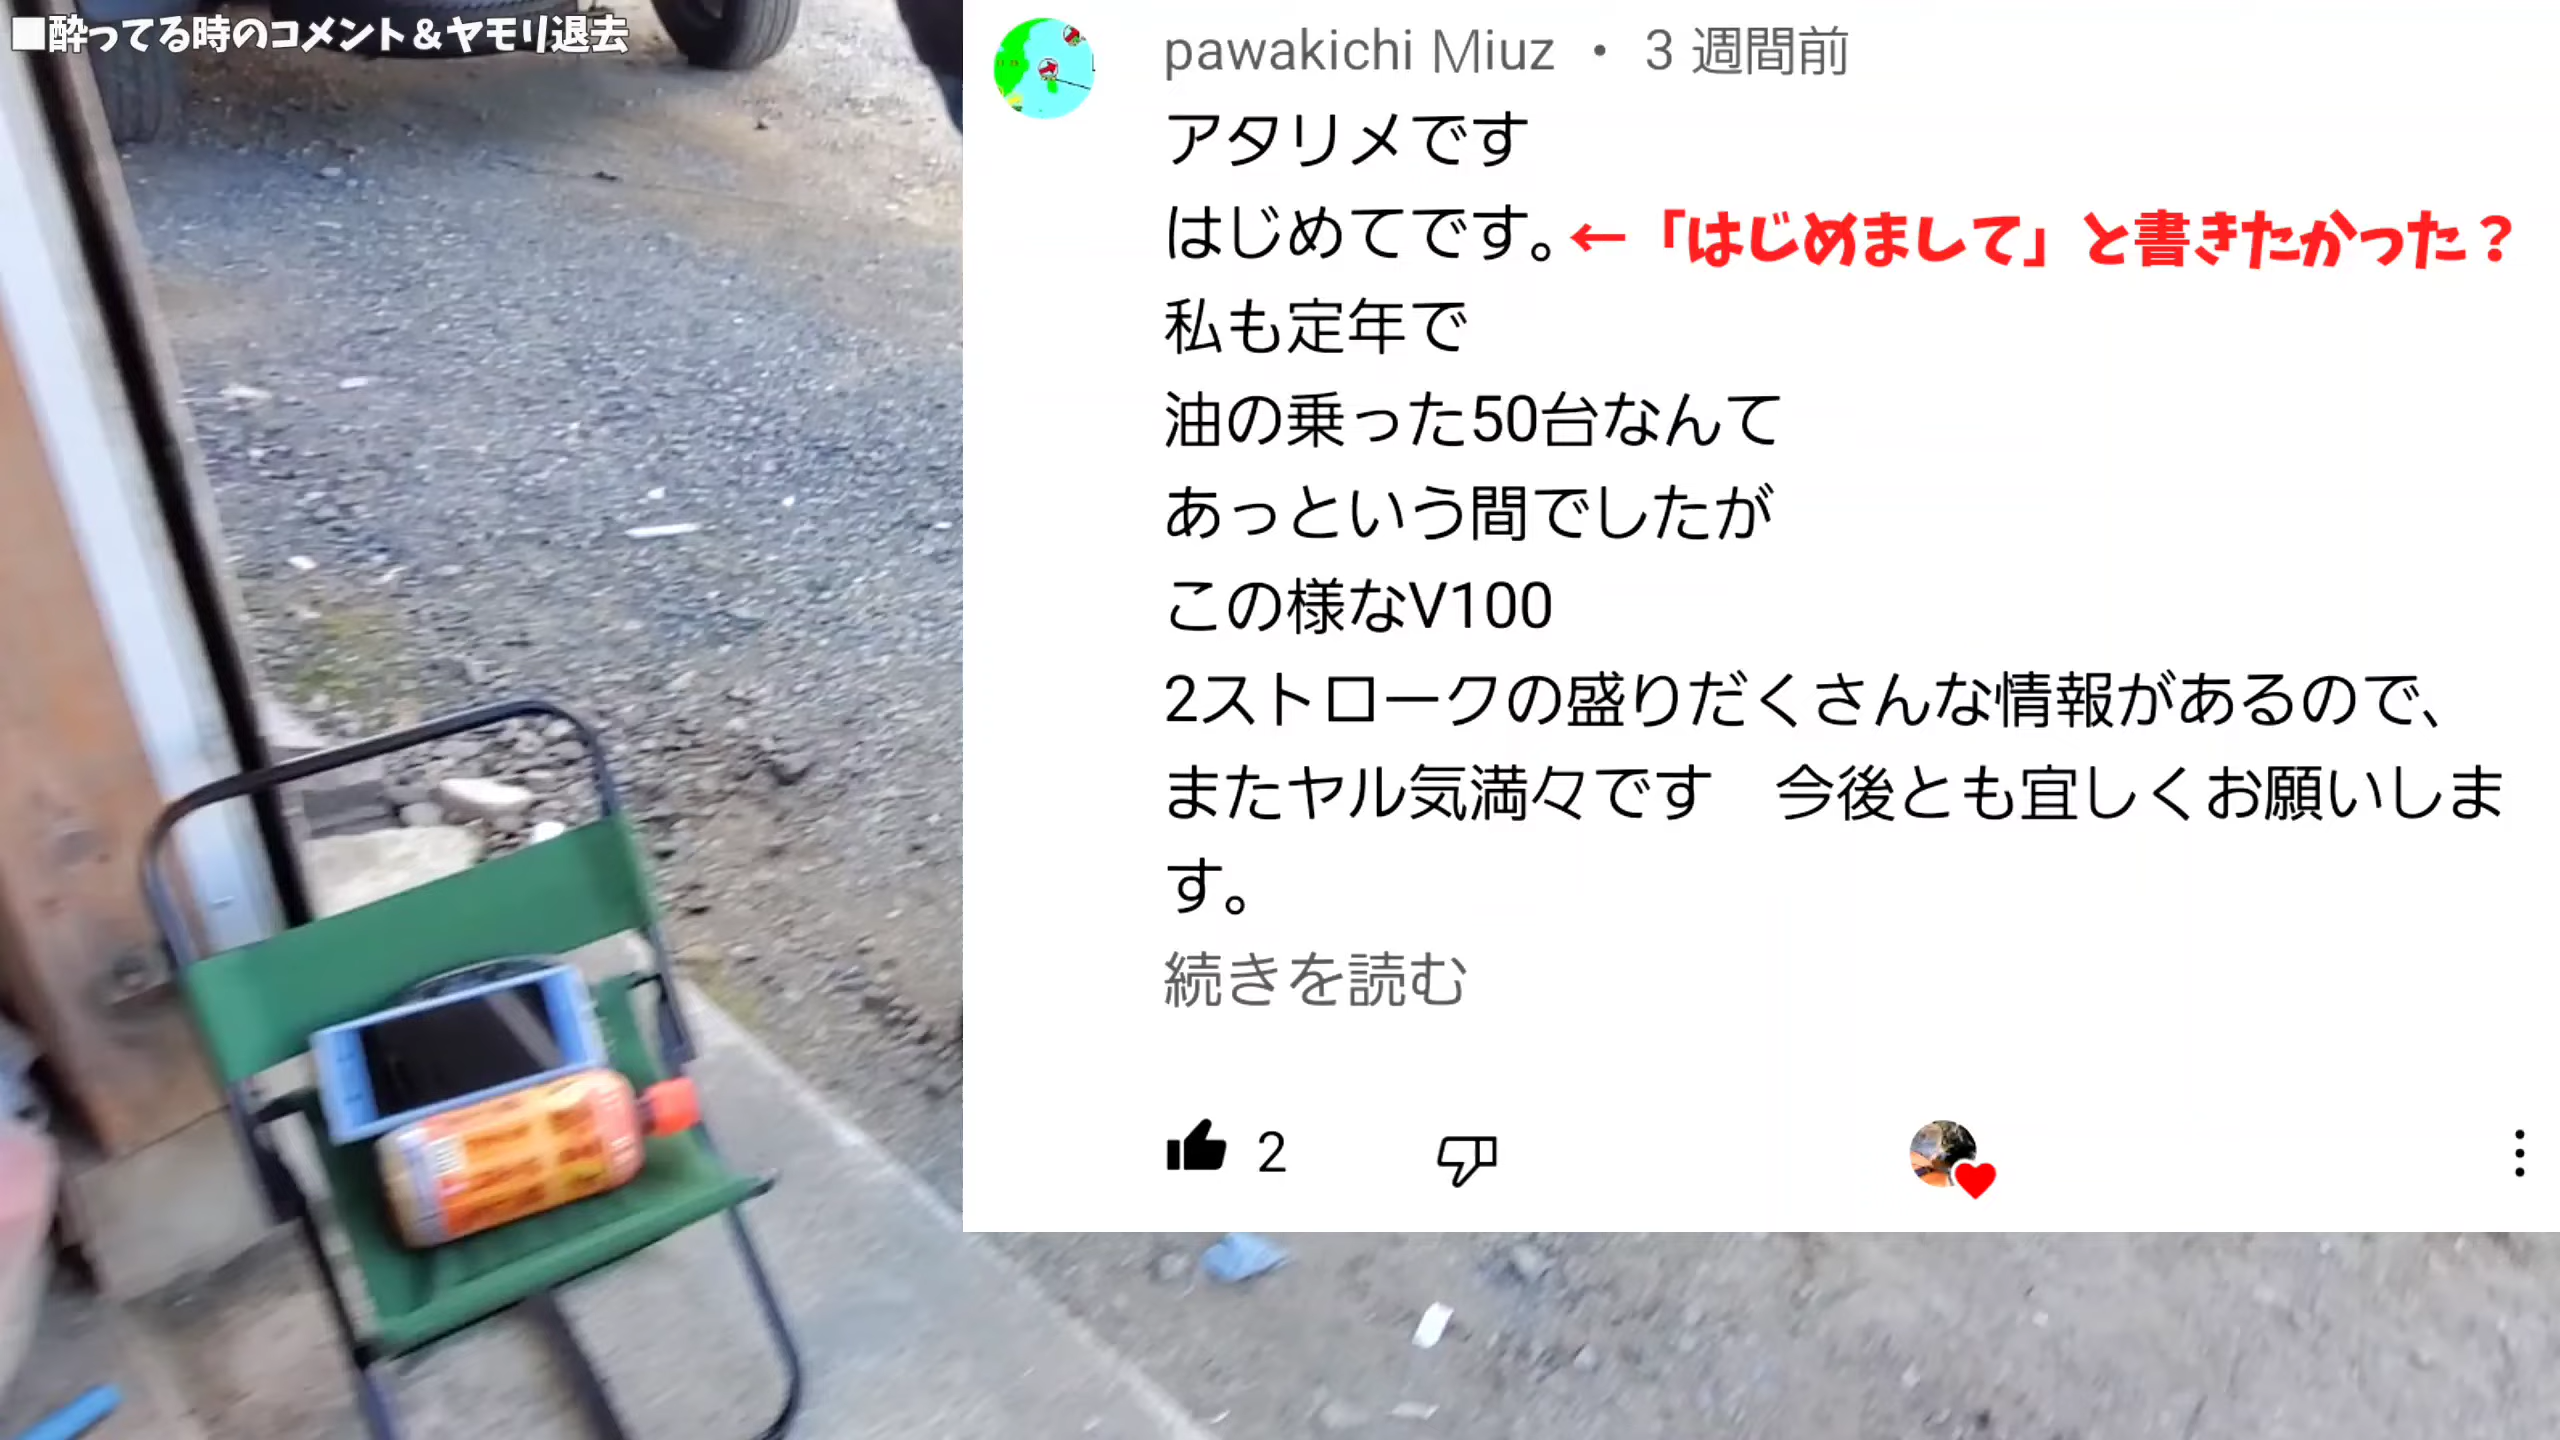 ■酔ってる時のコメント＆ヤモリ退去
pawakichi Miuz ・ 3 週間前
アタリメです
はじめてです。←「はじめまして」と書きたかった？
私も定年で
油の乗った50台なんて
あっという間でしたが
この様なV100
2ストロークの盛りだくさんな情報があるので、
またヤル気満々です　今後とも宜しくお願いしま
す。
続きを読む
2